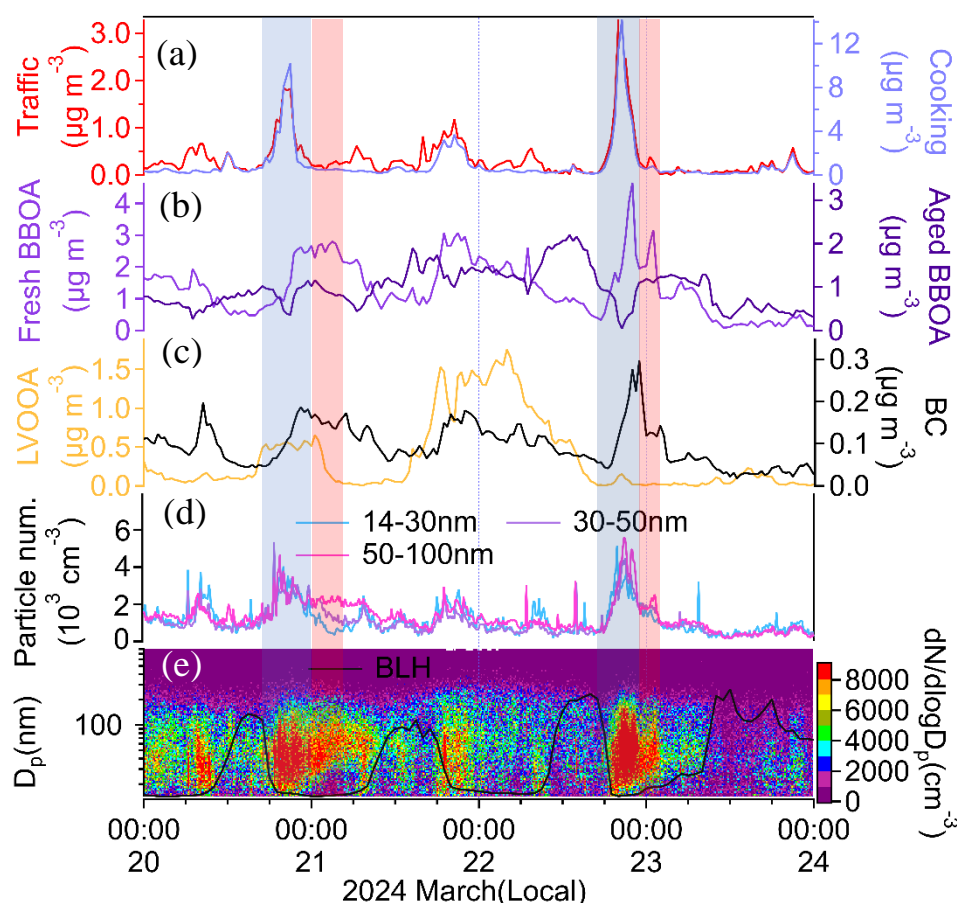 (a)
Traffic
(µg m⁻³)
3.0
2.0
1.0
0.0
12
8
4
0
Cooking
(µg m⁻³)
(b)
Fresh BBOA
(µg m⁻³)
4
3
2
1
0
3
2
1
0
Aged BBOA
(µg m⁻³)
(c)
LVOOA
(µg m⁻³)
1.5
1.0
0.5
0.0
0.3
0.2
0.1
0.0
BC
(µg m⁻³)
(d)
14-30nm
30-50nm
50-100nm
Particle num.
(10³ cm⁻³)
6
4
2
0
(e)
BLH
Dₚ(nm)
100
8000
6000
4000
2000
0
dN/dlogDₚ(cm⁻³)
00:00 00:00 00:00 00:00 00:00
20 21 22 23 24
2024 March(Local)